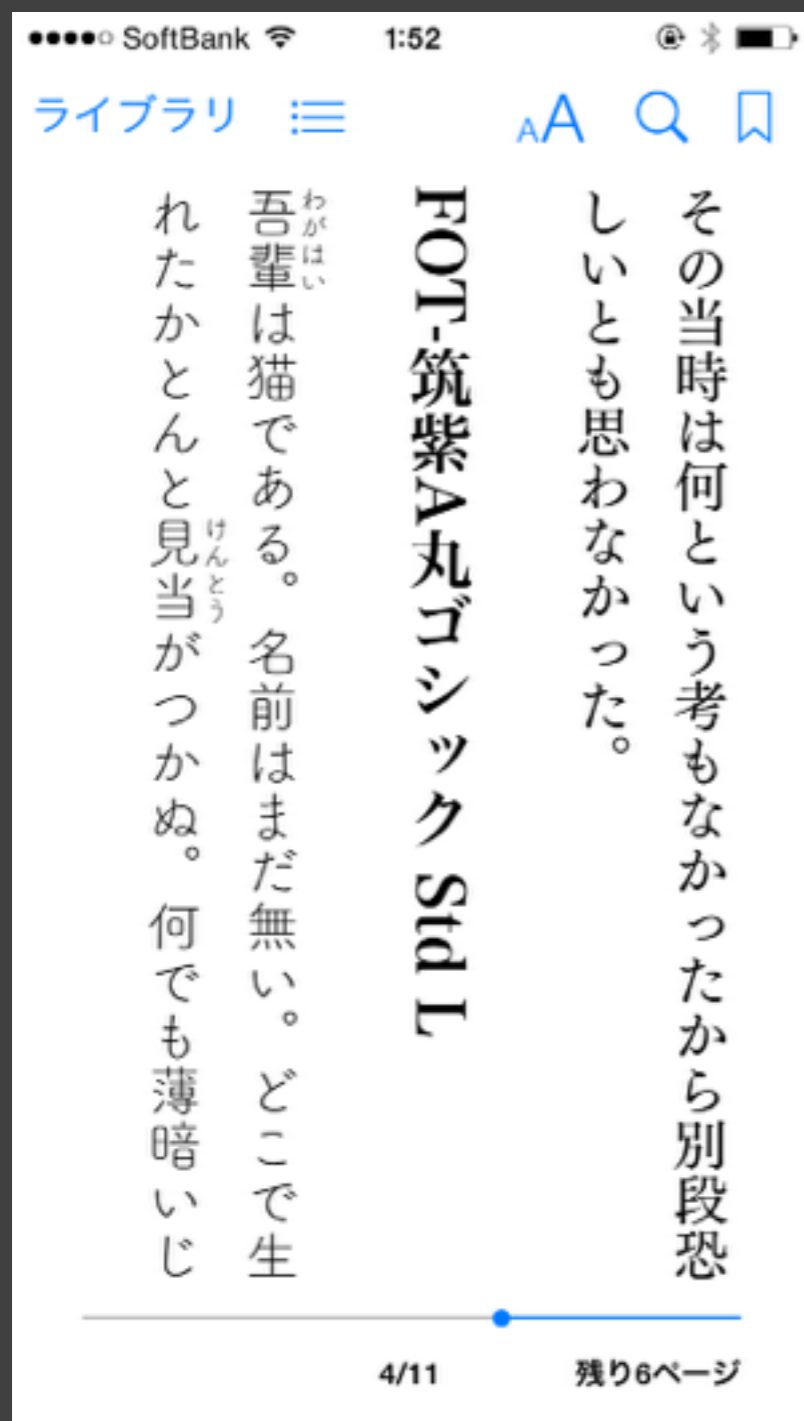 SoftBank 1:52
ライブラリ AA
その当時は何という考もなかったから別段恐
しいとも思わなかった。
FOT-筑紫A丸ゴシック Std L
わがはい
吾輩は猫である。名前はまだ無い。どこで生
けんとう
れたかとんと見当がつかぬ。何でも薄暗いじ
4/11 残り6ページ